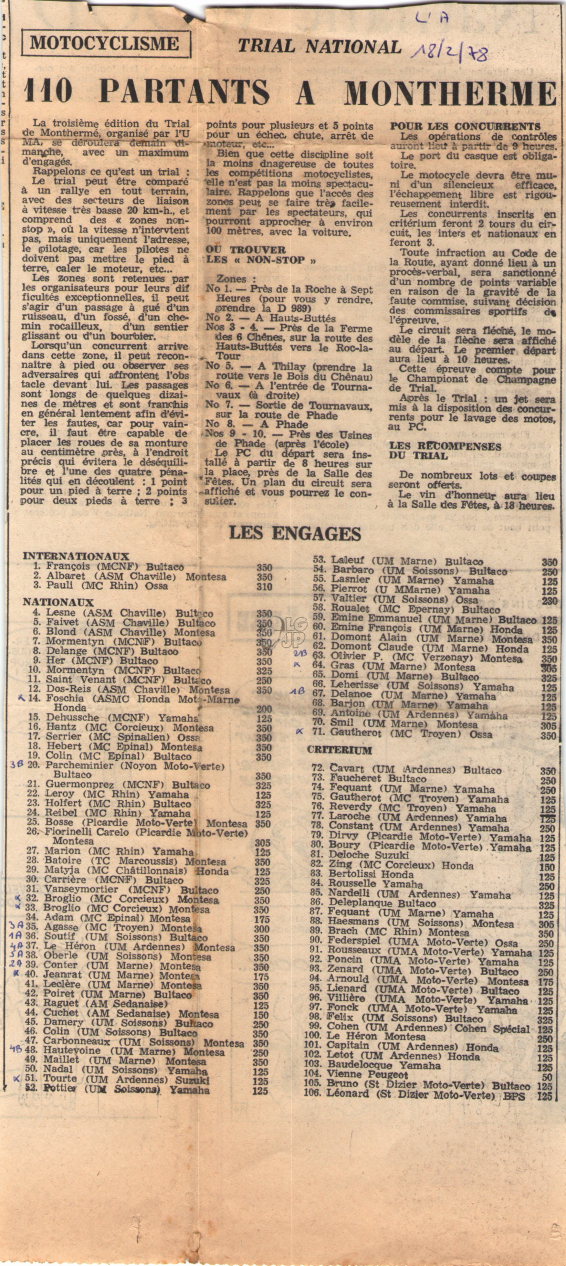 L'A
18/2/78
MOTOCYCLISME
TRIAL NATIONAL
110 PARTANTS A MONTHERME
La troisième édition du Trial
de Monthermé, organisé par l'U
MA, se déroulera demain di-
manche, avec un maximum
d'engagés.
Rappelons ce qu'est un trial :
Le trial peut être comparé
à un rallye en tout terrain,
avec des secteurs de liaison
à vitesse très basse 20 km-h., et
comprend des « zones non-
stop », où la vitesse n'intervient
pas, mais uniquement l'adresse,
le pilotage, car les pilotes ne
doivent pas mettre le pied à
terre, caler le moteur, etc...
Les zones sont retenues par
les organisateurs pour leurs dif
ficultés exceptionnelles, il peut
s'agir d'un passage à gué d'un
ruisseau, d'un fossé, d'un che-
min rocailleux, d'un sentier
glissant ou d'un bourbier.
Lorsqu'un concurrent arrive
dans cette zone, il peut recon-
naître à pied ou observer ses
adversaires qui affrontent l'obs
tacle devant lui. Les passages
sont longs de quelques dizai-
nes de mètres et sont franchis
en général lentement afin d'évi-
ter les fautes, car pour vain-
cre, il faut être capable de
placer les roues de sa monture
au centimètre près, à l'endroit
précis qui évitera le déséquili-
bre et l'une des quatre péna-
lités qui en découlent : 1 point
pour un pied à terre ; 2 points
pour deux pieds à terre ; 3
points pour plusieurs et 5 points
pour un échec, chute, arrêt de
moteur, etc...
Bien que cette discipline soit
la moins dnagereuse de toutes
les compétitions motocyclistes,
elle n'est pas la moins spectacu-
laire. Rappelons que l'accès des
zones peut se faire très facile-
ment par les spectateurs, qui
pourront approcher à environ
100 mètres, avec la voiture.
OU TROUVER
LES « NON-STOP »
Zones :
No 1. — Près de la Roche à Sept
Heures (pour vous y rendre,
prendre la D 989)
No 2. — A Hauts-Buttés
Nos 3 - 4. — Près de la Ferme
des 6 Chênes, sur la route des
Hauts-Buttés vers le Roc-la-
Tour
No 5. — A Thilay (prendre la
route vers le Bois du Chênau)
No 6. — A l'entrée de Tourna-
vaux (à droite)
No 7. — Sortie de Tournavaux,
sur la route de Phade
No 8. — A Phade
Nos 9 - 10. — Près des Usines
de Phade (après l'école)
Le PC du départ sera ins-
tallé à partir de 8 heures sur
la place, près de la Salle des
Fêtes. Un plan du circuit sera
affiché et vous pourrez le con-
sulter.
POUR LES CONCURRENTS
Les opérations de contrôles
auront lieu à partir de 9 heures.
Le port du casque est obliga-
toire.
Le motocycle devra être mu-
ni d'un silencieux efficace,
l'échappement libre est rigou-
reusement interdit.
Les concurrents inscrits en
critérium feront 2 tours du cir-
cuit, les inters et nationaux en
feront 3.
Toute infraction au Code de
la Route, ayant donné lieu à un
procès-verbal, sera sanctionné
d'un nombre de points variable
en raison de la gravité de la
faute commise, suivant décision
des commissaires sportifs de
l'épreuve.
Le circuit sera fléché, le mo-
dèle de la flèche sera affiché
au départ. Le premier départ
aura lieu à 10 heures.
Cette épreuve compte pour
le Championat de Champagne
de Trial.
Après le Trial : un jet sera
mis à la disposition des concur-
rents pour le lavage des motos,
au PC.
LES RÉCOMPENSES
DU TRIAL
De nombreux lots et coupes
seront offerts.
Le vin d'honneur aura lieu
à la Salle des Fêtes, à 18 heures.
LES ENGAGES
INTERNATIONAUX
1. François (MCNF) Bultaco 350
2. Albaret (ASM Chaville) Montesa 350
3. Pauli (MC Rhin) Ossa 310
NATIONAUX
4. Lesne (ASM Chaville) Bultaco 350
5. Faivet (ASM Chaville) Bultaco 350
6. Blond (ASM Chaville) Montesa 350
7. Mormentyn (MCNF) Bultaco 350
8. Delange (MCNF) Bultaco 350
9. Her (MCNF) Bultaco 350
10. Mormentyn (MCNF) Bultaco 325
11. Saint Venant (MCNF) Bultaco 250
12. Dos-Reis (ASM Chaville) Montesa 350
x 14. Foschia (ASMC Honda Mot-Marne
Honda 200
15. Dehussche (MCNF) Yamaha 125
16. Hantz (MC Corcieux) Montesa 350
17. Serrier (MC Spinalien) Ossa 350
18. Hebert (MC Epinal) Montesa 350
19. Colin (MC Epinal) Bultaco 350
3B 20. Parcheminier (Noyon Moto-Verte)
Bultaco 350
21. Guermonprez (MCNF) Bultaco 325
22. Leroy (MC Rhin) Yamaha 125
23. Holfert (MC Rhin) Bultaco 325
24. Reibel (MC Rhin) Yamaha 125
25. Bosse (Picardie Moto-Verte) Montesa 350
26. Fiorinelli Carelo (Picardie Moto-Verte)
Montesa 305
27. Marion (MC Rhin) Yamaha 125
28. Batoire (TC Marcoussis) Montesa 350
29. Matyja (MC Châtillonnais) Honda 125
30. Carrière (MCNF) Bultaco 325
31. Vanseymortier (MCNF) Bultaco 250
x 32. Broglio (MC Corcieux) Montesa 350
x 33. Broglio (MC Corcieux) Montesa 350
34. Adam (MC Epinal) Montesa 175
3A 35. Agasse (MC Troyen) Montesa 300
1A 36. Soutif (UM Soissons) Bultaco 250
4A 37. Le Héron (UM Ardennes) Montesa 350
3A 38. Oberle (UM Soissons) Montesa 350
2A 39. Conter (UM Marne) Montesa 350
x 40. Jeanrat (UM Marne) Montesa 175
41. Leclère (UM Marne) Montesa 350
42. Poiret (UM Marne) Bultaco 350
43. Raguet (AM Sedanaise) 125
44. Cuchet (AM Sedanaise) Montesa 150
45. Damery (UM Soissons) Bultaco 250
46. Colin (UM Soissons) Bultaco 350
47. Carbonneaux (UM Soissons) Montesa 350
4B 48. Hautevoine (UM Marne) Montesa 250
49. Maillet (UM Marne) Montesa 350
50. Nadal (UM Soissons) Yamaha 125
x 51. Tourte (UM Ardennes) Suzuki 125
52. Pottier (UM Soissons) Yamaha 125
53. Laleuf (UM Marne) Bultaco 350
54. Barbaro (UM Soissons) Bultaco 250
55. Lasnier (UM Marne) Yamaha 125
56. Pierrot (U MMarne) Yamaha 125
57. Valtier (UM Soissons) Ossa 230
58. Roualet (MC Epernay) Bultaco
59. Emine Emmanuel (UM Marne) Bultaco 125
60. Emine François (UM Marne) Honda 125
61. Domont Alain (UM Marne) Montesa 350
62. Domont Claude (UM Marne) Honda 125
2B 63. Olivier P. (MC Verzenay) Montesa 350
x 64. Gras (UM Marne) Montesa 305
65. Domi (UM Marne) Bultaco 325
66. Leherisse (UM Soissons) Yamaha 125
1B 67. Delanoe (UM Marne) Yamaha 125
68. Barjon (UM Marne) Yamaha 125
69. Antoine (UM Ardennes) Yamaha 125
70. Smul (UM Marne) Montesa 305
x 71. Gautherot (MC Troyen) Ossa 350
CRITERIUM
72. Cavart (UM Ardennes) Bultaco 350
73. Faucheret Bultaco 250
74. Fequant (UM Marne) Yamaha 250
75. Gautherot (MC Troyen) Yamaha 125
76. Reverdy (MC Troyen) Yamaha 125
77. Laroche (UM Ardennes) Yamaha 125
78. Constant (UM Ardennes) Yamaha 250
79. Dirvy (Picardie Moto-Verte) Yamaha 125
80. Boury (Picardie Moto-Verte) Yamaha 125
81. Deloche Suzuki 125
82. Zing (MC Corcieux) Honda 150
83. Bertolissi Honda 125
84. Rousselle Yamaha 250
85. Nardelli (UM Ardennes) Yamaha 125
86. Deleplanque Bultaco 325
87. Fequant (UM Marne) Yamaha 125
88. Haesmans (UM Soissons) Montesa 305
89. Brach (MC Rhin) Montesa 350
90. Federspiel (UMA Moto-Verte) Ossa 250
91. Rousseaux (UMA Moto-Verte) Yamaha 125
92. Poncin (UMA Moto-Verte) Yamaha 125
93. Zenard (UMA Moto-Verte) Bultaco 250
94. Arnould (UMA Moto-Verte) Montesa 175
95. Lienard (UMA Moto-Verte) Bultaco 125
96. Villière (UMA Moto-Verte) Yamaha 125
97. Fonck (UMA Moto-Verte) Yamaha 125
98. Felix (UM Soissons) Bultaco 325
99. Cohen (UM Ardennes) Cohen Spécial 125
100. Le Héron Montesa 250
101. Capitain (UM Ardennes) Honda 125
102. Letot (UM Ardennes) Honda 125
103. Baudelocque Yamaha 125
104. Vienne Peugeot 50
105. Bruno (St Dizier Moto-Verte) Bultaco 125
106. Léonard (St Dizier Moto-Verte) BPS 125